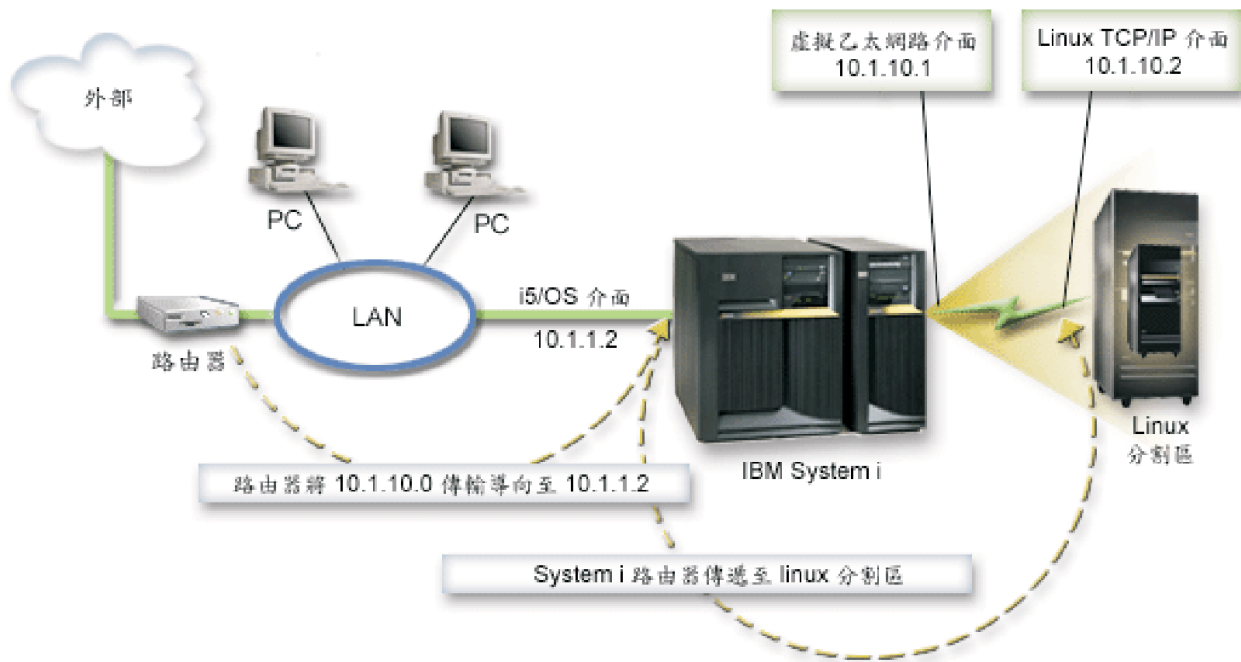 虛擬乙太網路介面
10.1.10.1
Linux TCP/IP 介面
10.1.10.2
外部
PC
PC
LAN
i5/OS 介面
10.1.1.2
路由器
IBM System i
Linux
分割區
路由器將 10.1.10.0 傳輸導向至 10.1.1.2
System i 路由器傳遞至 linux 分割區